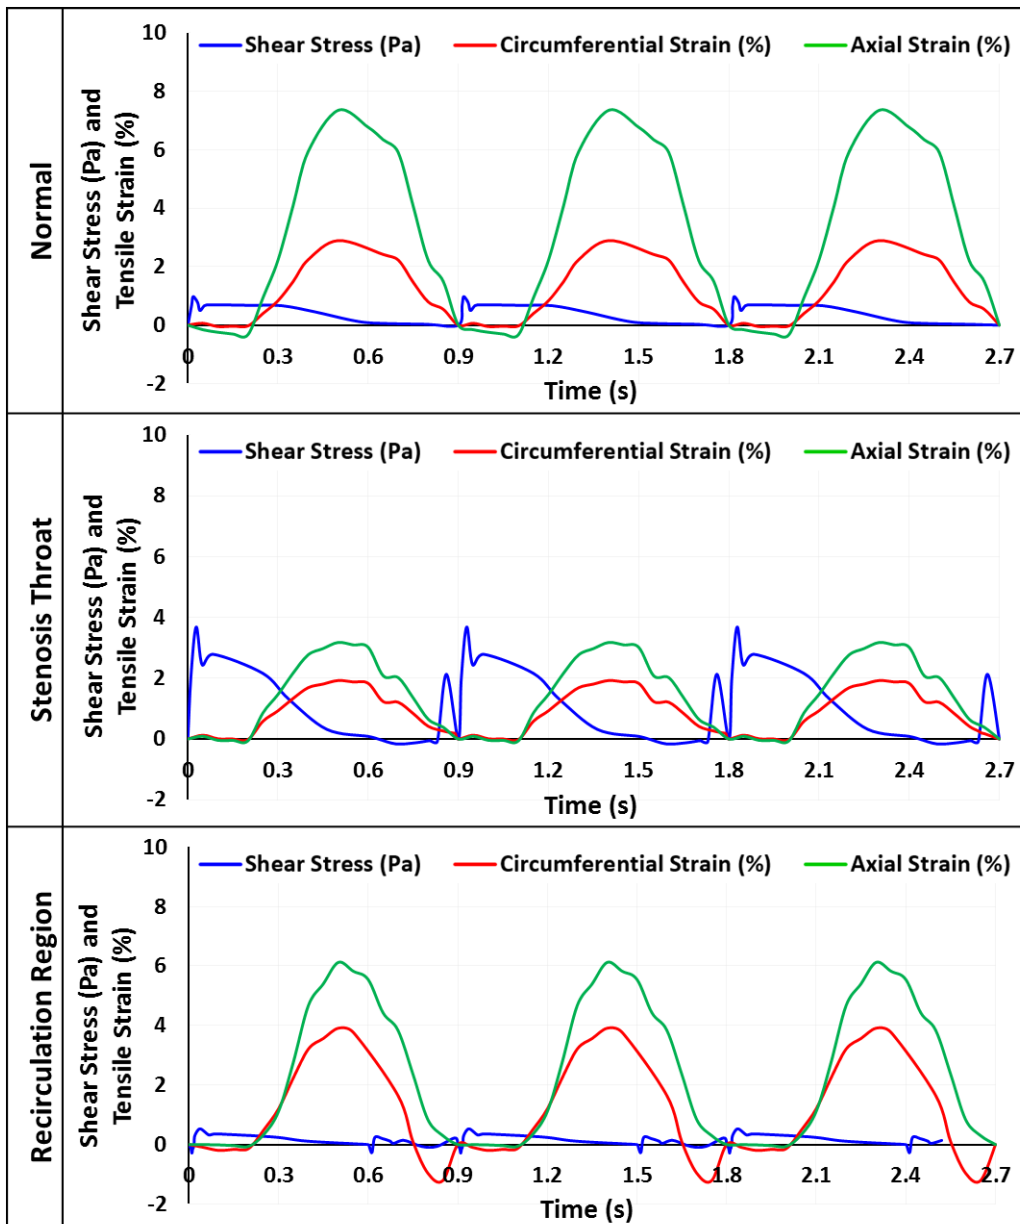 Normal
Shear Stress (Pa) and
Tensile Strain (%)
10
8
6
4
2
0
-2
Shear Stress (Pa) Circumferential Strain (%) Axial Strain (%)
0 0.3 0.6 0.9 1.2 1.5 1.8 2.1 2.4 2.7
Time (s)
Stenosis Throat
Shear Stress (Pa) and
Tensile Strain (%)
10
8
6
4
2
0
-2
Shear Stress (Pa) Circumferential Strain (%) Axial Strain (%)
0 0.3 0.6 0.9 1.2 1.5 1.8 2.1 2.4 2.7
Time (s)
Recirculation Region
Shear Stress (Pa) and
Tensile Strain (%)
10
8
6
4
2
0
-2
Shear Stress (Pa) Circumferential Strain (%) Axial Strain (%)
0 0.3 0.6 0.9 1.2 1.5 1.8 2.1 2.4 2.7
Time (s)